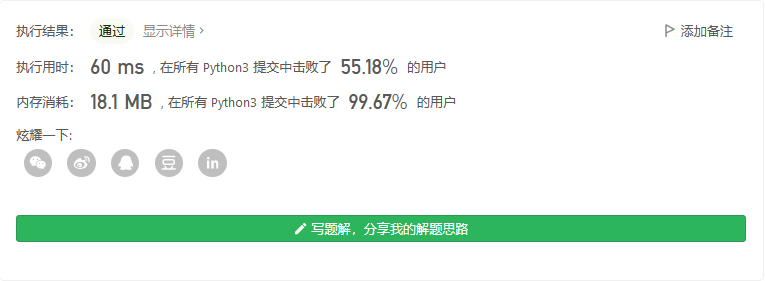 执行结果： 通过 显示详情 › 添加备注
执行用时： 60 ms , 在所有 Python3 提交中击败了 55.18% 的用户
内存消耗： 18.1 MB , 在所有 Python3 提交中击败了 99.67% 的用户
炫耀一下:
豆 in
写题解，分享我的解题思路